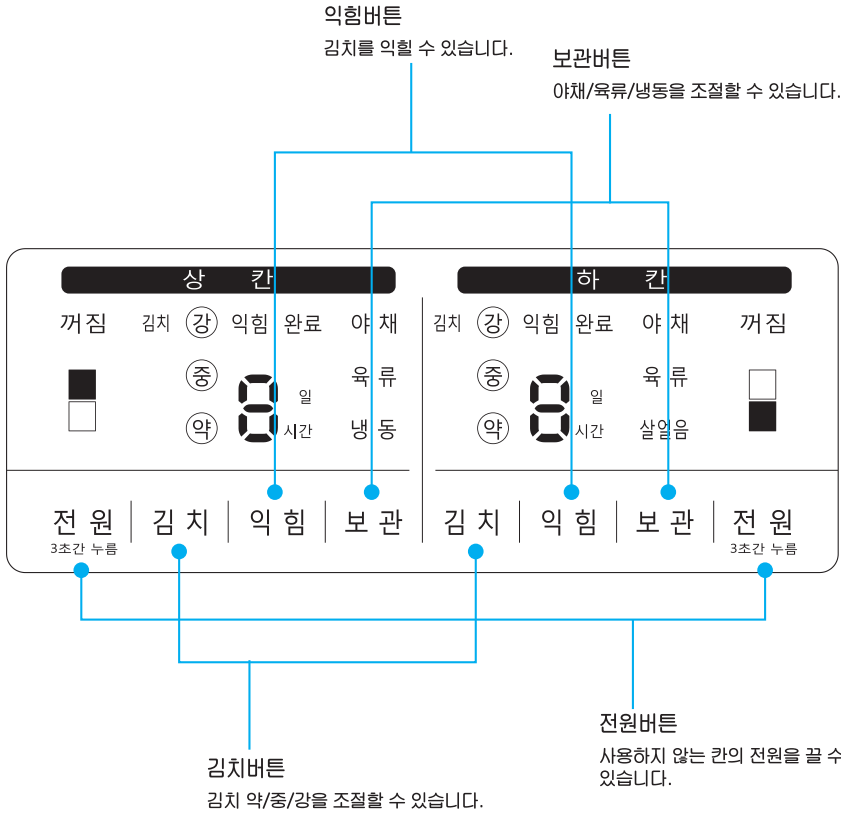 익힘버튼
김치를 익힐 수 있습니다.
보관버튼
야채/육류/냉동을 조절할 수 있습니다.
상 칸
하 칸
꺼짐 김치 강 익힘 완료 야채
김치 강 익힘 완료 야채 꺼짐
중 육류
중 육류
8 일
8 일
약 시간 냉동
약 시간 살얼음
전원 김치 익힘 보관 김치 익힘 보관 전원
3초간 누름
3초간 누름
전원버튼
사용하지 않는 칸의 전원을 끌 수
있습니다.
김치버튼
김치 약/중/강을 조절할 수 있습니다.